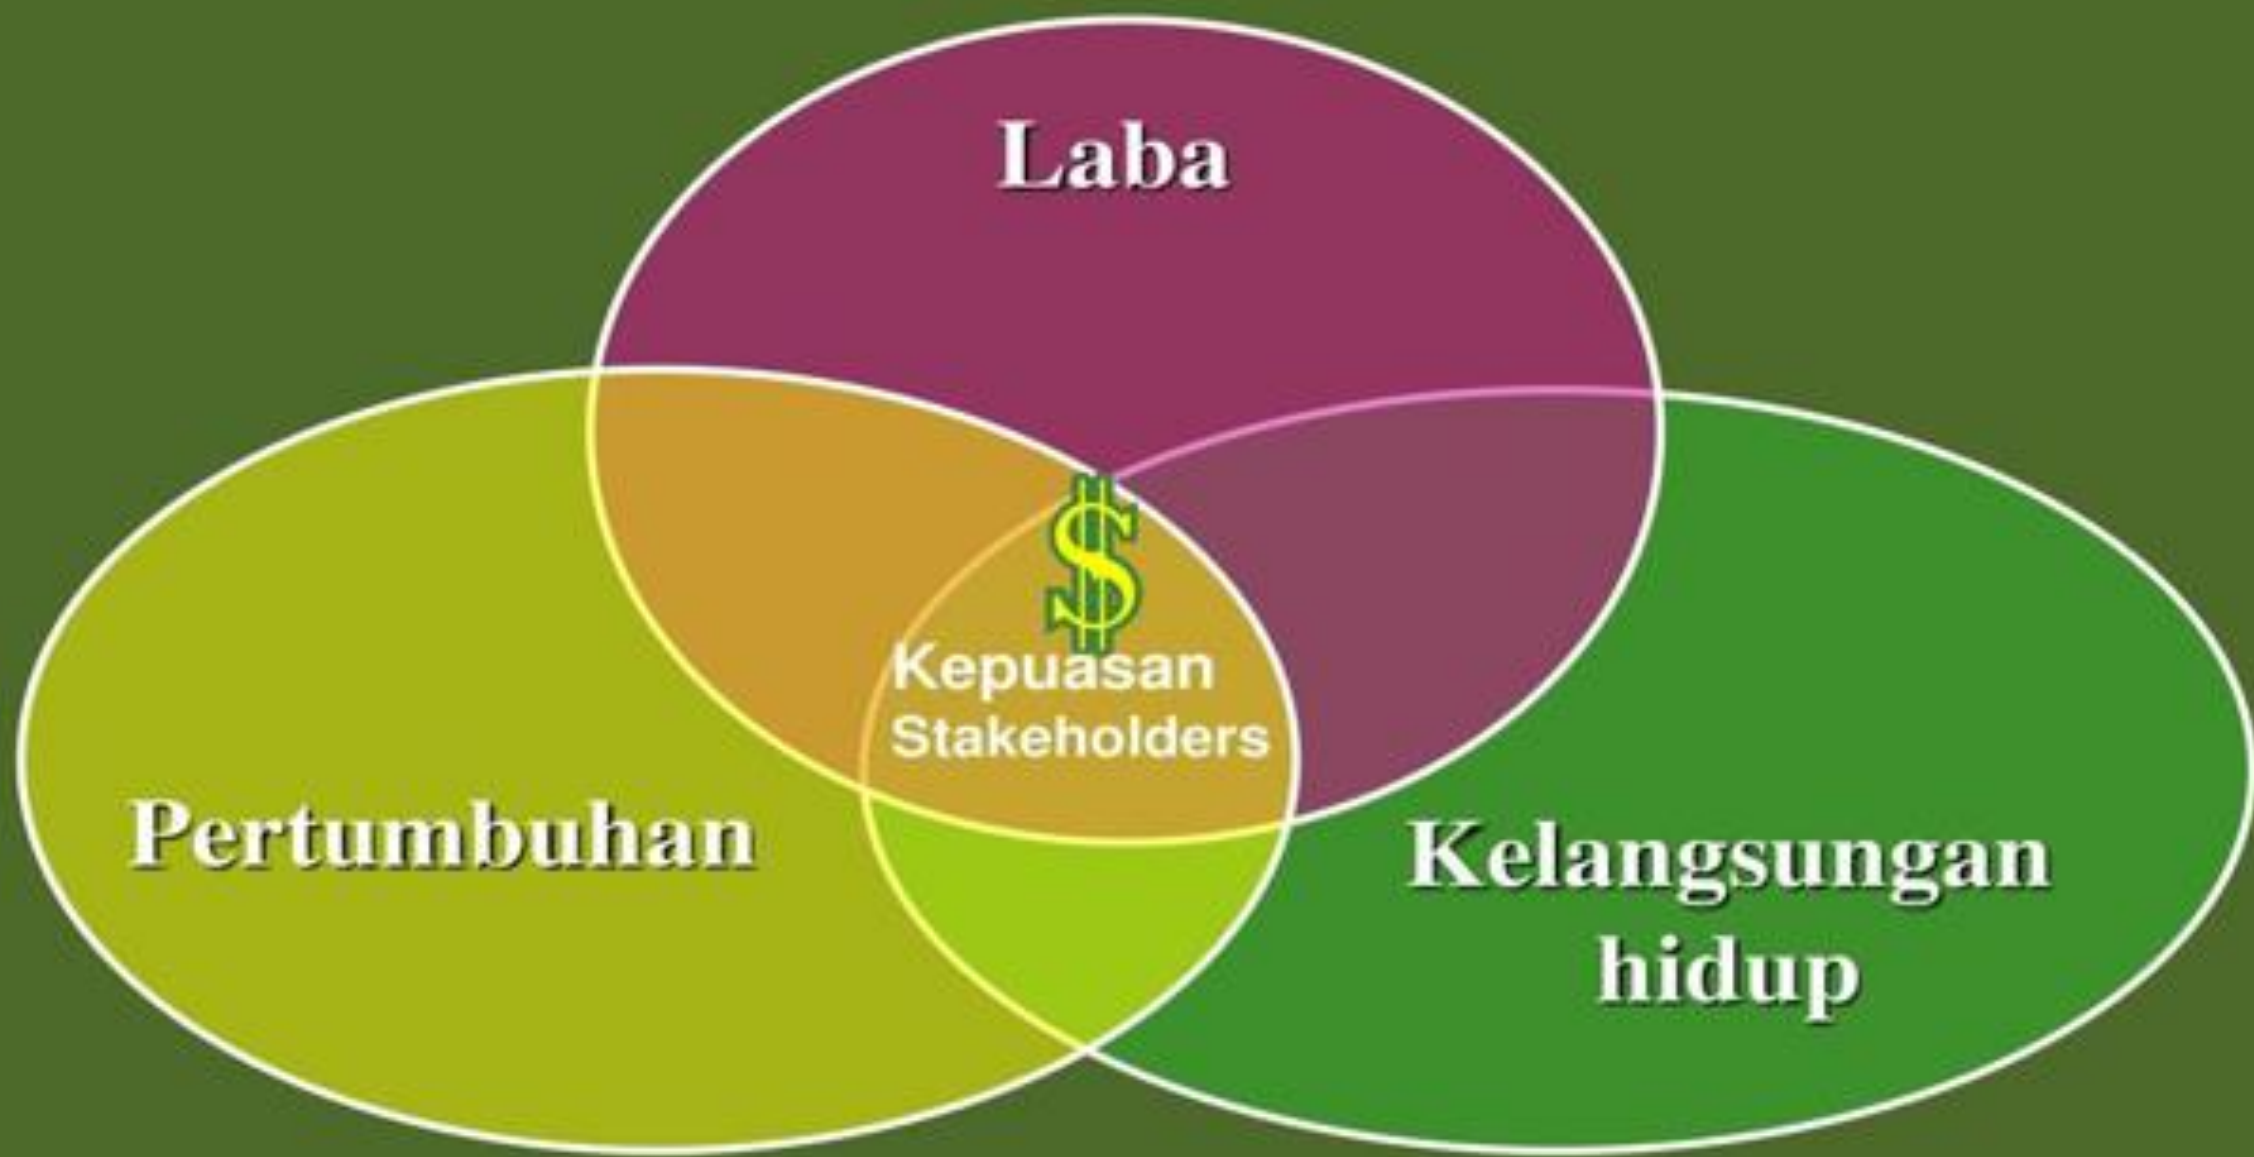 Laba
$
Kepuasan
Stakeholders
Pertumbuhan
Kelangsungan
hidup